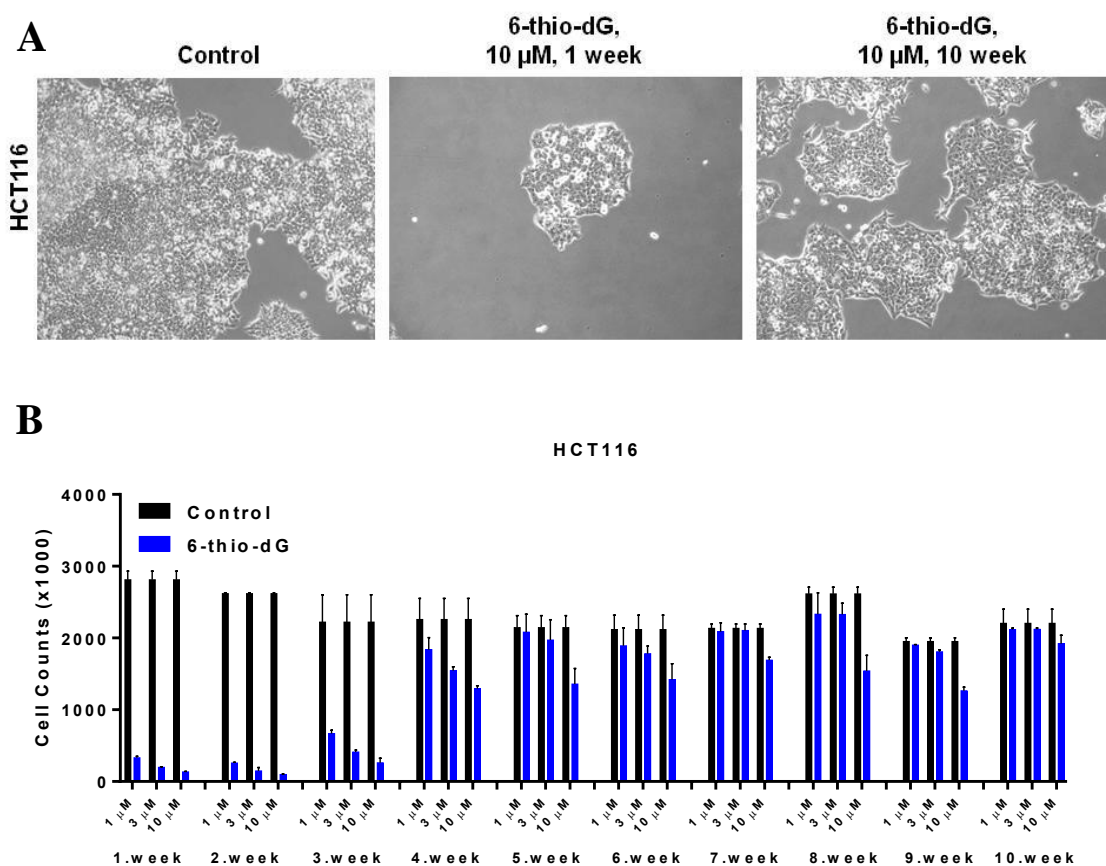 A
Control
6-thio-dG,
10 µM, 1 week
6-thio-dG,
10 µM, 10 week
HCT116
B
HCT116
Cell Counts (x1000)
4000
3000
2000
1000
0
Control
6-thio-dG
1 µM 3 µM 10 µM 1 µM 3 µM 10 µM 1 µM 3 µM 10 µM 1 µM 3 µM 10 µM 1 µM 3 µM 10 µM 1 µM 3 µM 10 µM 1 µM 3 µM 10 µM 1 µM 3 µM 10 µM 1 µM 3 µM 10 µM 1 µM 3 µM 10 µM
1.week 2.week 3.week 4.week 5.week 6.week 7.week 8.week 9.week 10.week